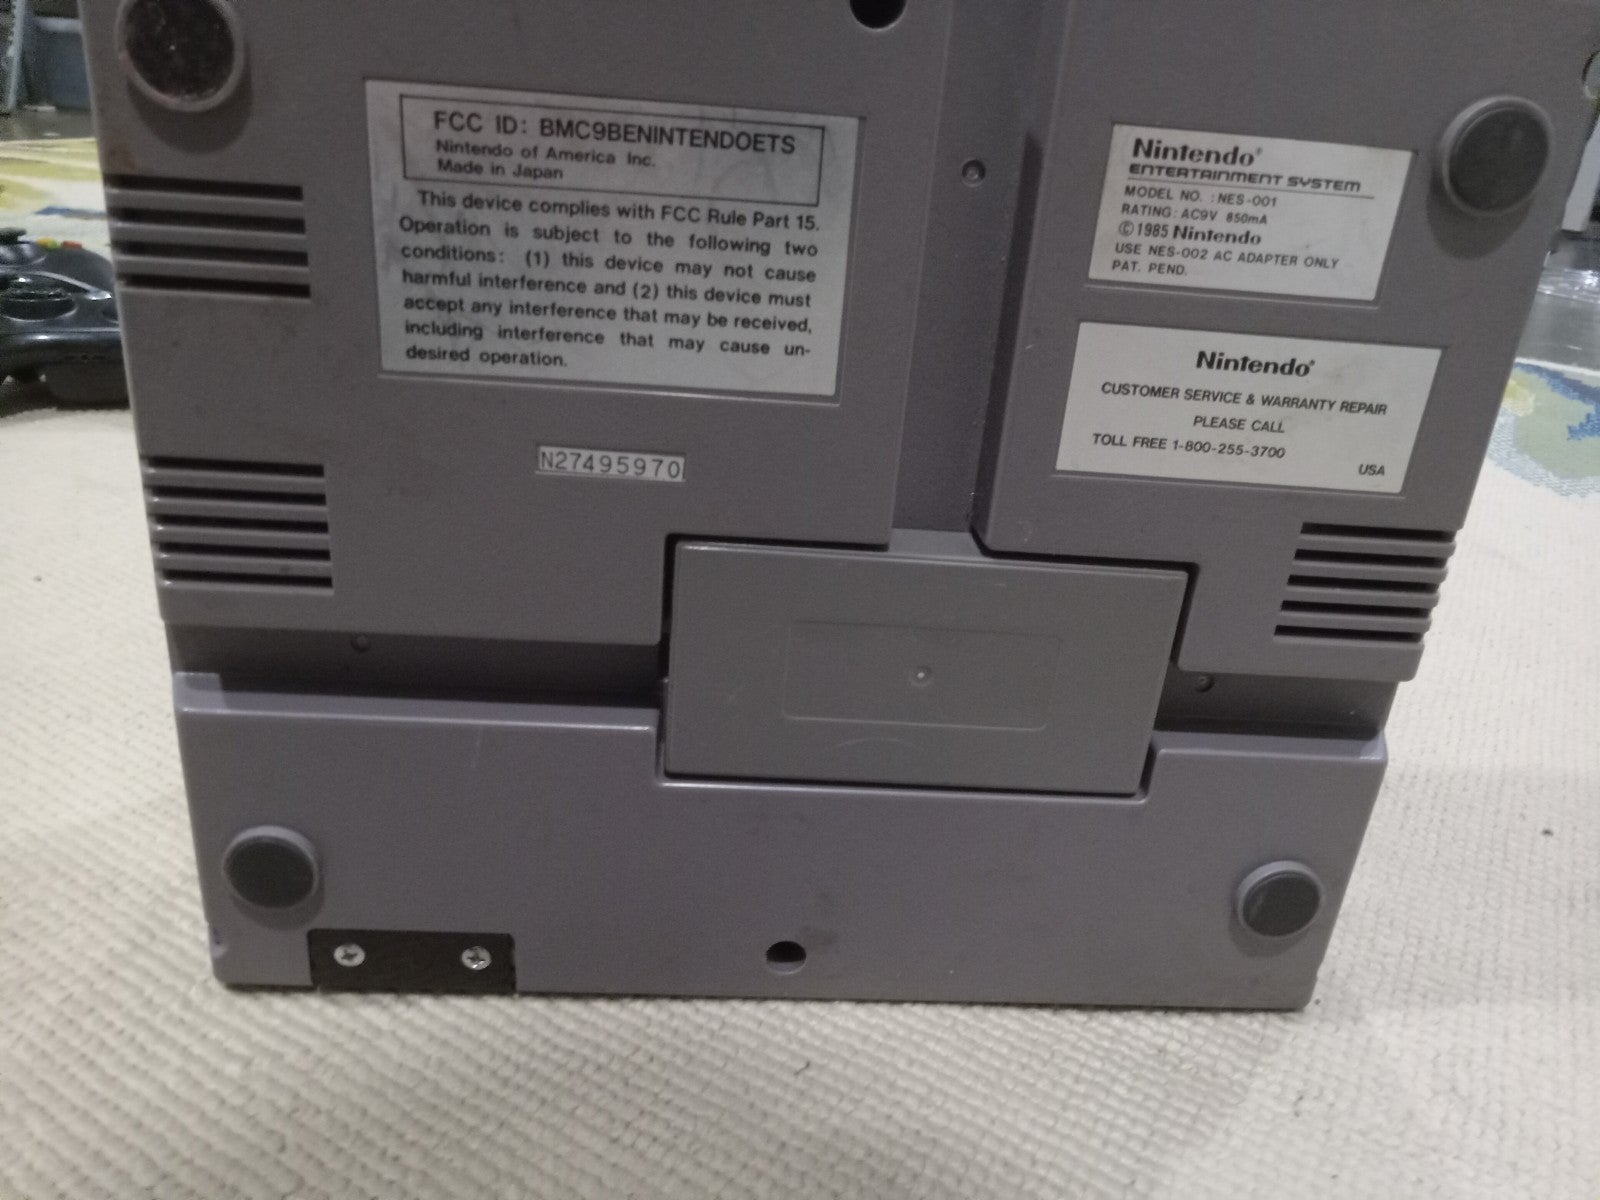 FCC ID: BMC9BENINTENDOETS
Nintendo of America Inc.
Made in Japan
This device complies with FCC Rule Part 15.
Operation is subject to the following two
conditions: (1) this device may not cause
harmful interference and (2) this device must
accept any interference that may be received,
including interference that may cause un-
desired operation.
N27495970
Nintendo®
ENTERTAINMENT SYSTEM
MODEL NO. : NES-001
RATING: AC9V 850mA
©1985 Nintendo
USE NES-002 AC ADAPTER ONLY
PAT. PEND.
Nintendo®
CUSTOMER SERVICE & WARRANTY REPAIR
PLEASE CALL
TOLL FREE 1-800-255-3700
USA